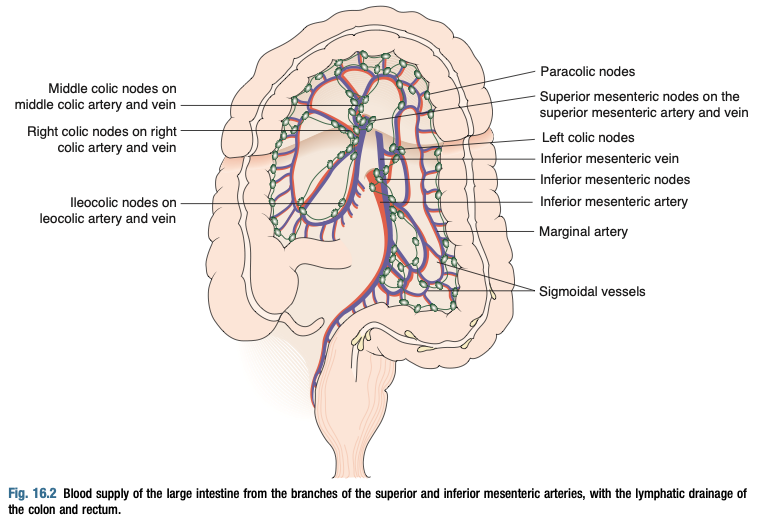 Middle colic nodes on
middle colic artery and vein
Right colic nodes on right
colic artery and vein
Ileocolic nodes on
leocolic artery and vein
Paracolic nodes
Superior mesenteric nodes on the
superior mesenteric artery and vein
Left colic nodes
Inferior mesenteric vein
Inferior mesenteric nodes
Inferior mesenteric artery
Marginal artery
Sigmoidal vessels
Fig. 16.2 Blood supply of the large intestine from the branches of the superior and inferior mesenteric arteries, with the lymphatic drainage of
the colon and rectum.